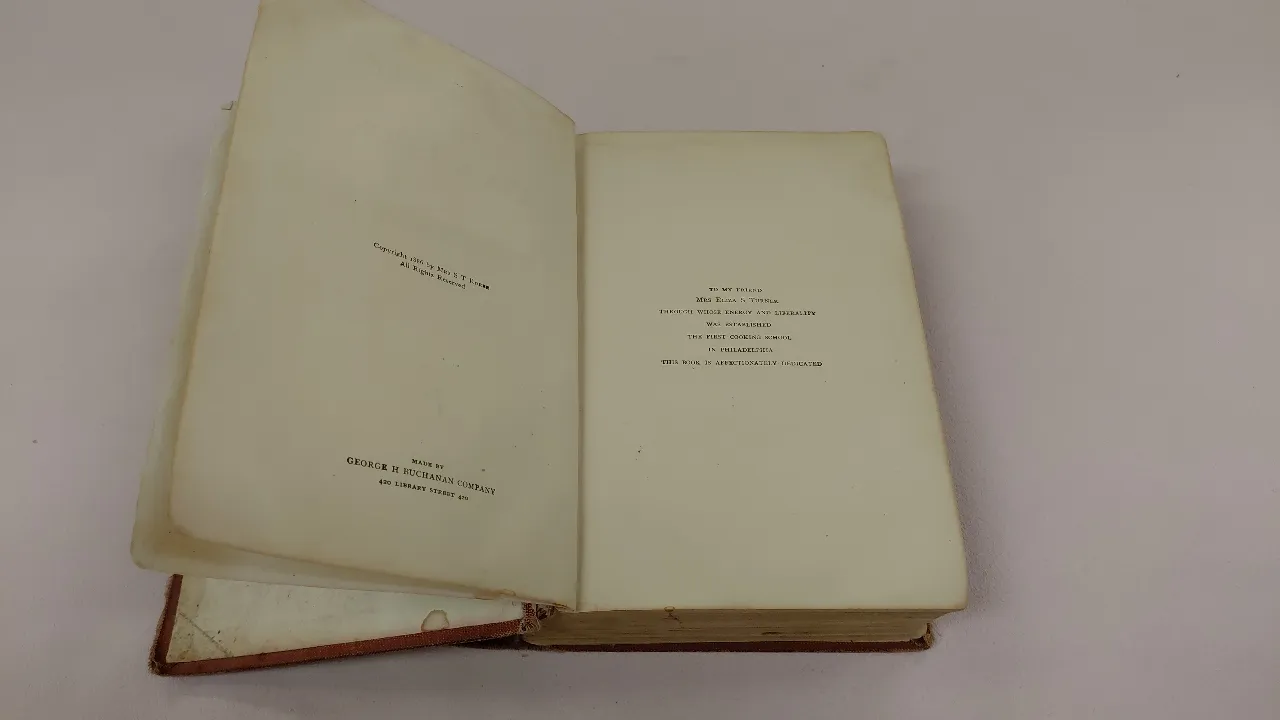 Copyright 1886 by Mrs S T Rorer
All Rights Reserved
MADE BY
GEORGE H BUCHANAN COMPANY
420 LIBRARY STREET 420
TO MY FRIEND
MRS ELIZA S TURNER
THROUGH WHOSE ENERGY AND LIBERALITY
WAS ESTABLISHED
THE FIRST COOKING SCHOOL
IN PHILADELPHIA
THIS BOOK IS AFFECTIONATELY DEDICATED